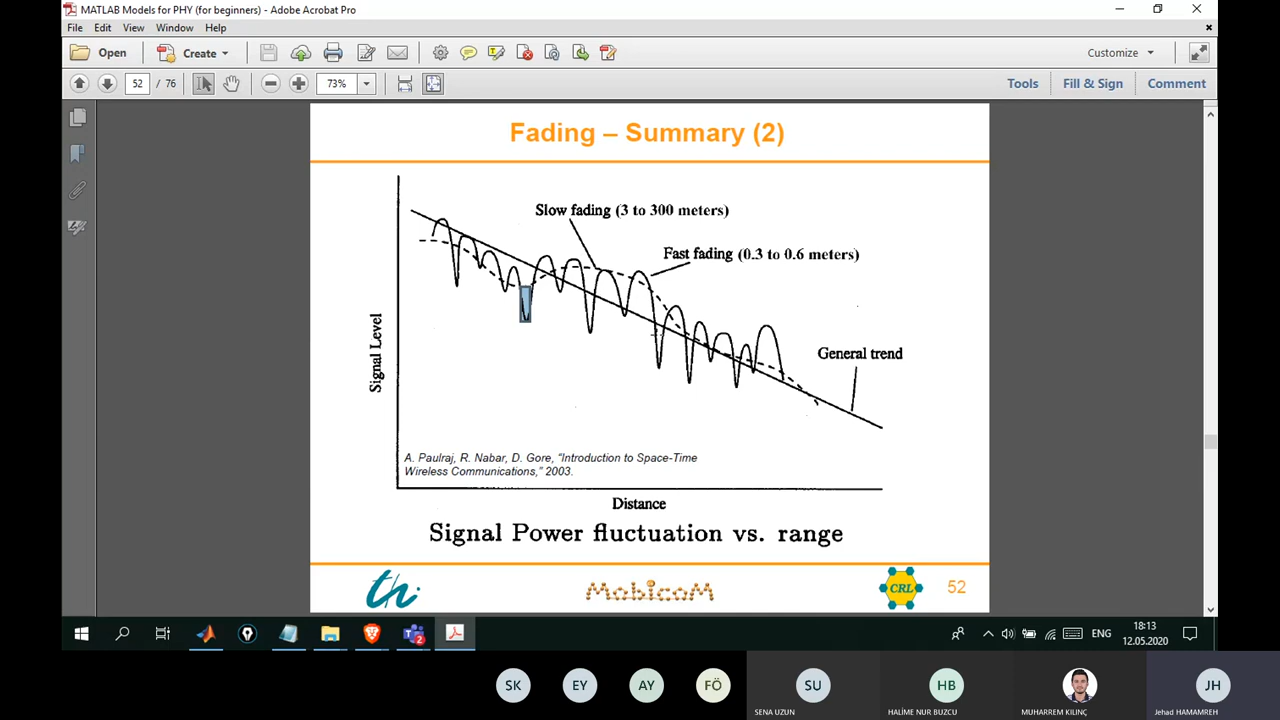 MATLAB Models for PHY (for beginners) - Adobe Acrobat Pro
File Edit View Window Help
Open Create Customize
52 / 76 73% Tools Fill & Sign Comment
Fading – Summary (2)
Slow fading (3 to 300 meters)
Fast fading (0.3 to 0.6 meters)
Signal Level
General trend
A. Paulraj, R. Nabar, D. Gore, “Introduction to Space-Time
Wireless Communications,” 2003.
Distance
Signal Power fluctuation vs. range
th MobicoM CRL 52
2 ENG 18:13
12.05.2020
SK EY AY FÖ SU HB JH
SENA UZUN HALİME NUR BUZCU MUHARREM KILINÇ Jehad HAMAMREH